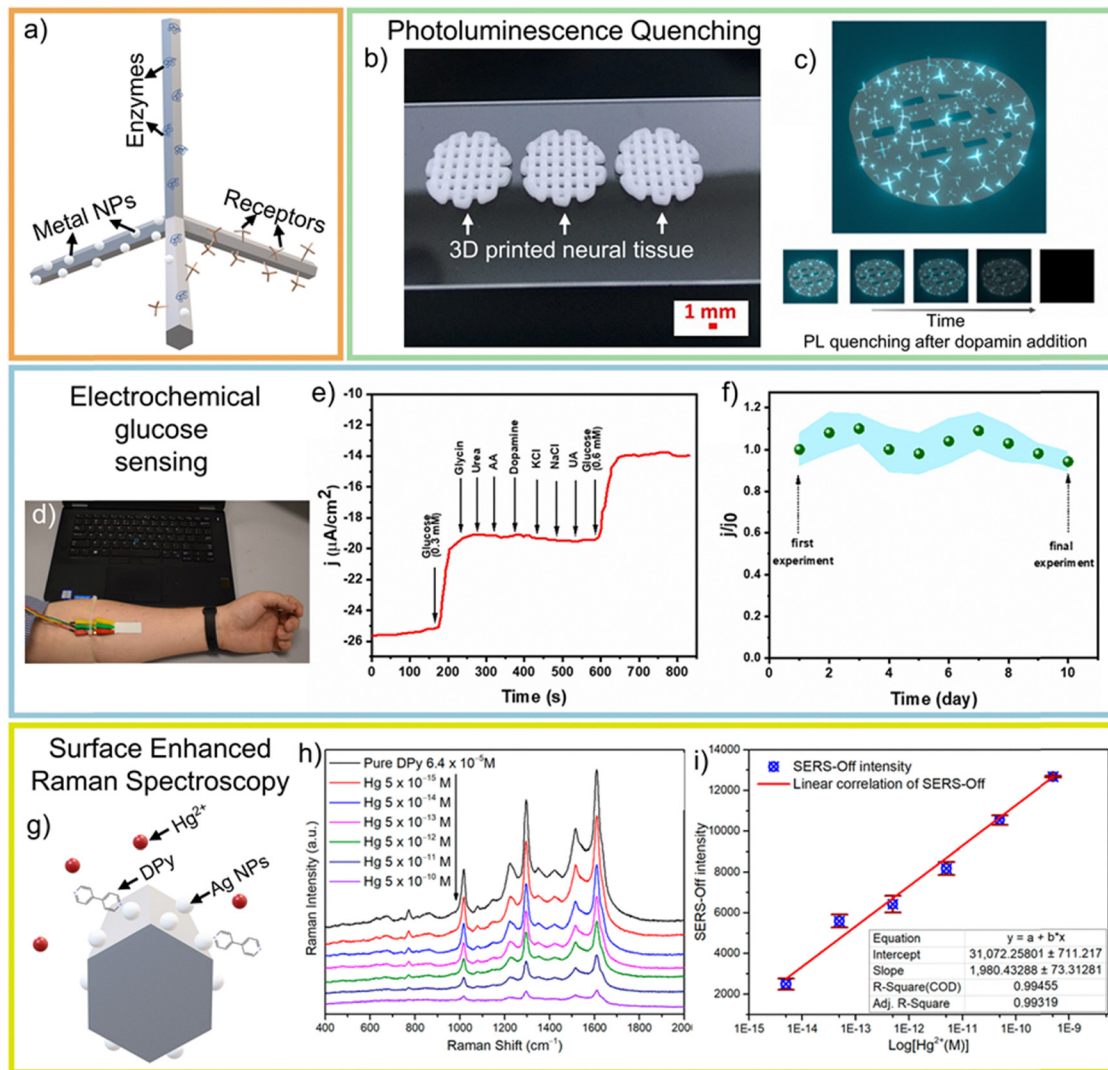 a)
Enzymes
Metal NPs
Receptors
Photoluminescence Quenching
b)
3D printed neural tissue
1 mm
c)
Time
PL quenching after dopamin addition
Electrochemical
glucose
sensing
d)
e)
j (µA/cm²)
-10
-12
-14
-16
-18
-20
-22
-24
-26
Glucose
(0.3 mM)
Glycin
Urea
AA
Dopamine
KCl
NaCl
UA
Glucose
(0.6 mM)
0 100 200 300 400 500 600 700 800
Time (s)
f)
j/j0
1.2
1.0
0.8
0.6
0.4
0.2
0.0
first
experiment
final
experiment
0 2 4 6 8 10
Time (day)
Surface Enhanced
Raman Spectroscopy
g)
Hg²⁺
DPy
Ag NPs
h)
Raman Intensity (a.u.)
Pure DPy 6.4 x 10⁻⁵M
Hg 5 x 10⁻¹⁵ M
Hg 5 x 10⁻¹⁴ M
Hg 5 x 10⁻¹³ M
Hg 5 x 10⁻¹² M
Hg 5 x 10⁻¹¹ M
Hg 5 x 10⁻¹⁰ M
400 600 800 1000 1200 1400 1600 1800 2000
Raman Shift (cm⁻¹)
i)
SERS-Off intensity
14000
12000
10000
8000
6000
4000
2000
SERS-Off intensity
Linear correlation of SERS-Off
Equation y = a + b*x
Intercept 31,072.25801 ± 711.217
Slope 1,980.43288 ± 73.31281
R-Square(COD) 0.99455
Adj. R-Square 0.99319
1E-15 1E-14 1E-13 1E-12 1E-11 1E-10 1E-9 1E-8
Log[Hg²⁺(M)]